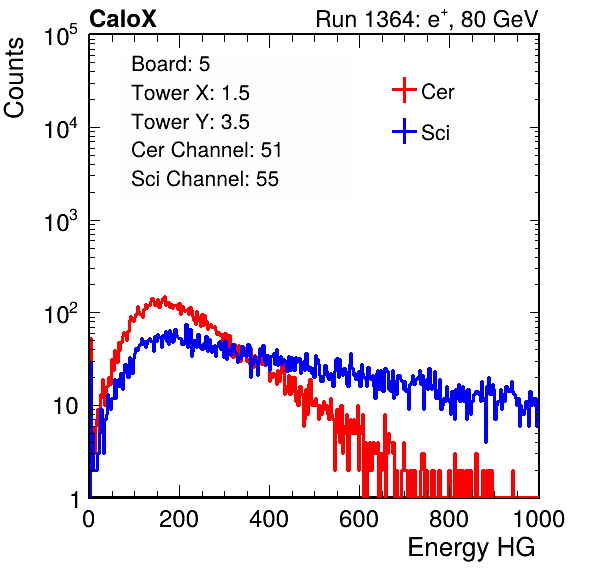 CaloX Run 1364: e⁺, 80 GeV
Counts
10⁵
10⁴
10³
10²
10
1
Board: 5
Tower X: 1.5
Tower Y: 3.5
Cer Channel: 51
Sci Channel: 55
Cer
Sci
0 200 400 600 800 1000
Energy HG